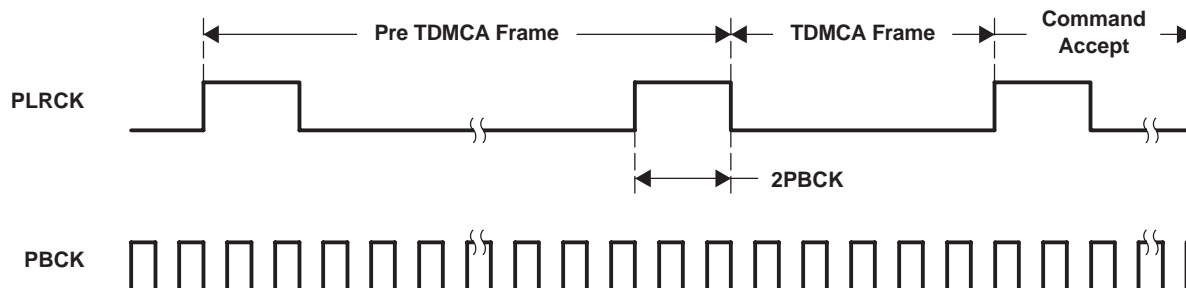 Pre TDMCA Frame
TDMCA Frame
Command
Accept
PLRCK
2PBCK
PBCK